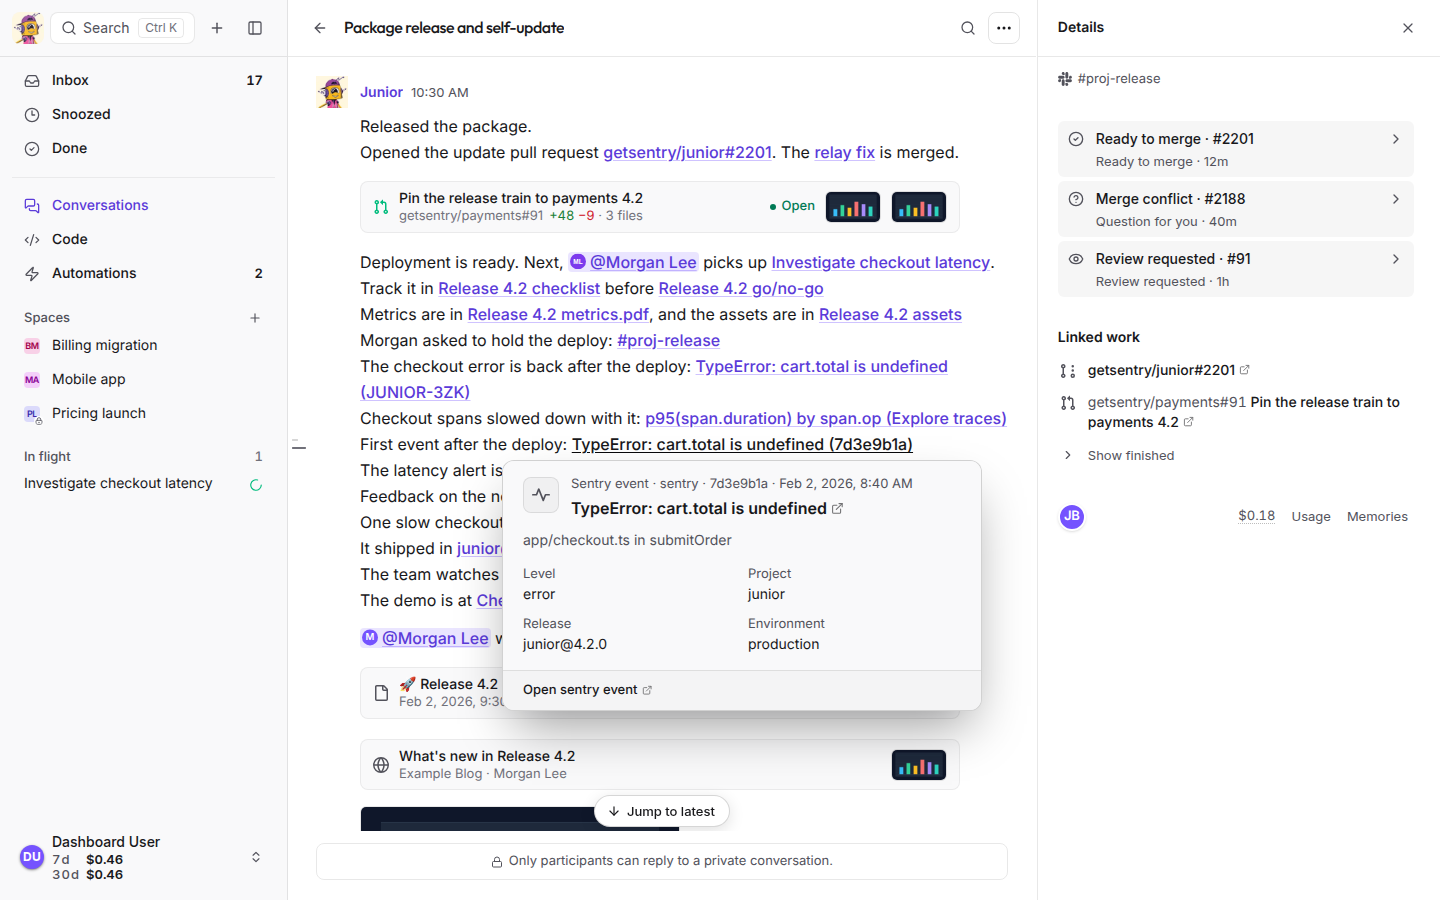 Search Ctrl K
Inbox 17
Snoozed
Done
Conversations
Code
Automations 2
Spaces
BM Billing migration
MA Mobile app
PL Pricing launch
In flight 1
Investigate checkout latency
DU Dashboard User
7d $0.46
30d $0.46
Package release and self-update
Junior 10:30 AM
Released the package.
Opened the update pull request getsentry/junior#2201. The relay fix is merged.
Pin the release train to payments 4.2
getsentry/payments#91 +48 −9 · 3 files
Open
Deployment is ready. Next, ML @Morgan Lee picks up Investigate checkout latency.
Track it in Release 4.2 checklist before Release 4.2 go/no-go
Metrics are in Release 4.2 metrics.pdf, and the assets are in Release 4.2 assets
Morgan asked to hold the deploy: #proj-release
The checkout error is back after the deploy: TypeError: cart.total is undefined
(JUNIOR-3ZK)
Checkout spans slowed down with it: p95(span.duration) by span.op (Explore traces)
First event after the deploy: TypeError: cart.total is undefined (7d3e9b1a)
The latency alert is
Feedback on the
One slow checkout
It shipped in
The team watches
The demo is at
M @Morgan Lee
🚀 Release 4.2
Feb 2, 2026,
Sentry event · sentry · 7d3e9b1a · Feb 2, 2026, 8:40 AM
TypeError: cart.total is undefined
app/checkout.ts in submitOrder
Level Project
error junior
Release Environment
junior@4.2.0 production
Open sentry event
What's new in Release 4.2
Example Blog · Morgan Lee
Jump to latest
Only participants can reply to a private conversation.
Details
#proj-release
Ready to merge · #2201
Ready to merge · 12m
Merge conflict · #2188
Question for you · 40m
Review requested · #91
Review requested · 1h
Linked work
getsentry/junior#2201
getsentry/payments#91 Pin the release train to
payments 4.2
Show finished
JB $0.18 Usage Memories